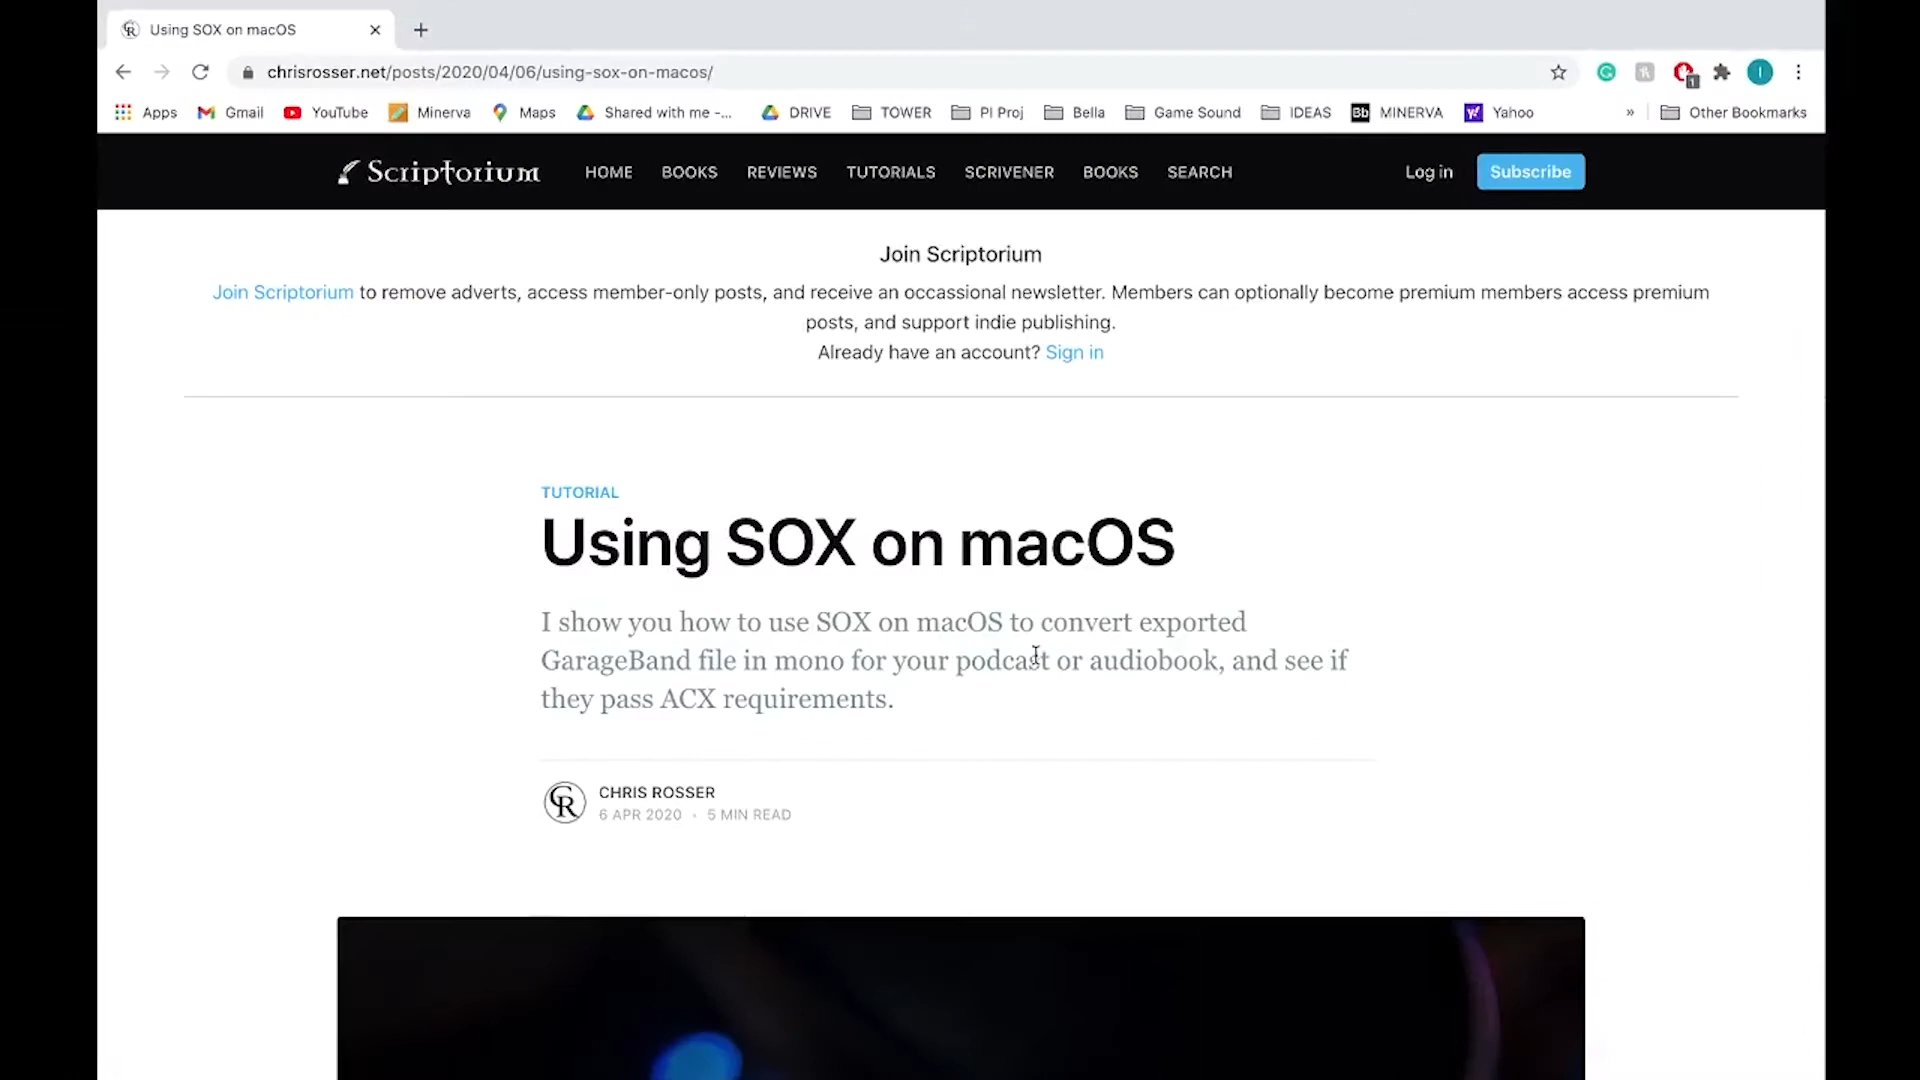 Using SOX on macOS
chrisrosser.net/posts/2020/04/06/using-sox-on-macos/
Apps Gmail YouTube Minerva Maps Shared with me -... DRIVE TOWER PI Proj Bella Game Sound IDEAS Bb MINERVA Yahoo » Other Bookmarks
Scriptorium HOME BOOKS REVIEWS TUTORIALS SCRIVENER BOOKS SEARCH Log in Subscribe
Join Scriptorium
Join Scriptorium to remove adverts, access member-only posts, and receive an occassional newsletter. Members can optionally become premium members access premium
posts, and support indie publishing.
Already have an account? Sign in
TUTORIAL
Using SOX on macOS
I show you how to use SOX on macOS to convert exported
GarageBand file in mono for your podcast or audiobook, and see if
they pass ACX requirements.
CHRIS ROSSER
6 APR 2020 • 5 MIN READ